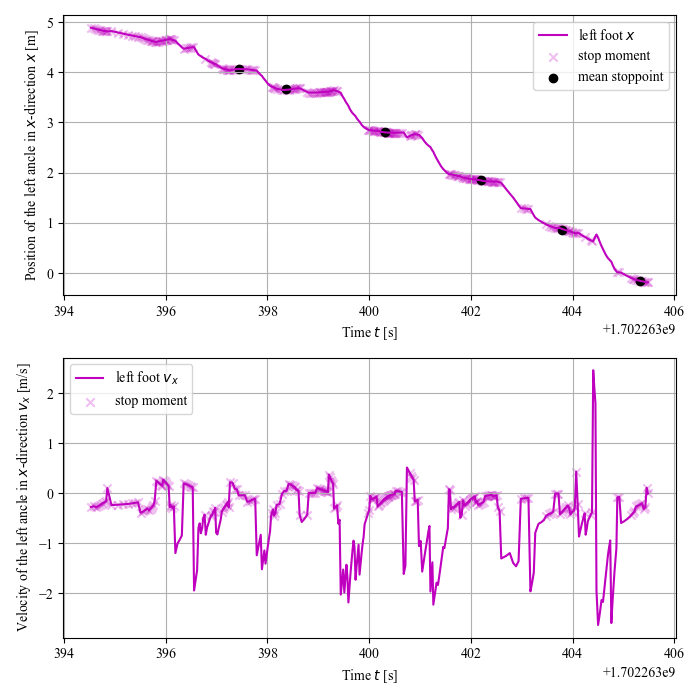 Position of the left angle in x-direction x [m]
5
4
3
2
1
0
left foot x
stop moment
mean stoppoint
394
396
398
400
402
404
406
Time t [s]
+1.702263e9
Velocity of the left angle in x-direction vₓ [m/s]
2
1
0
−1
−2
left foot vₓ
stop moment
394
396
398
400
402
404
406
Time t [s]
+1.702263e9